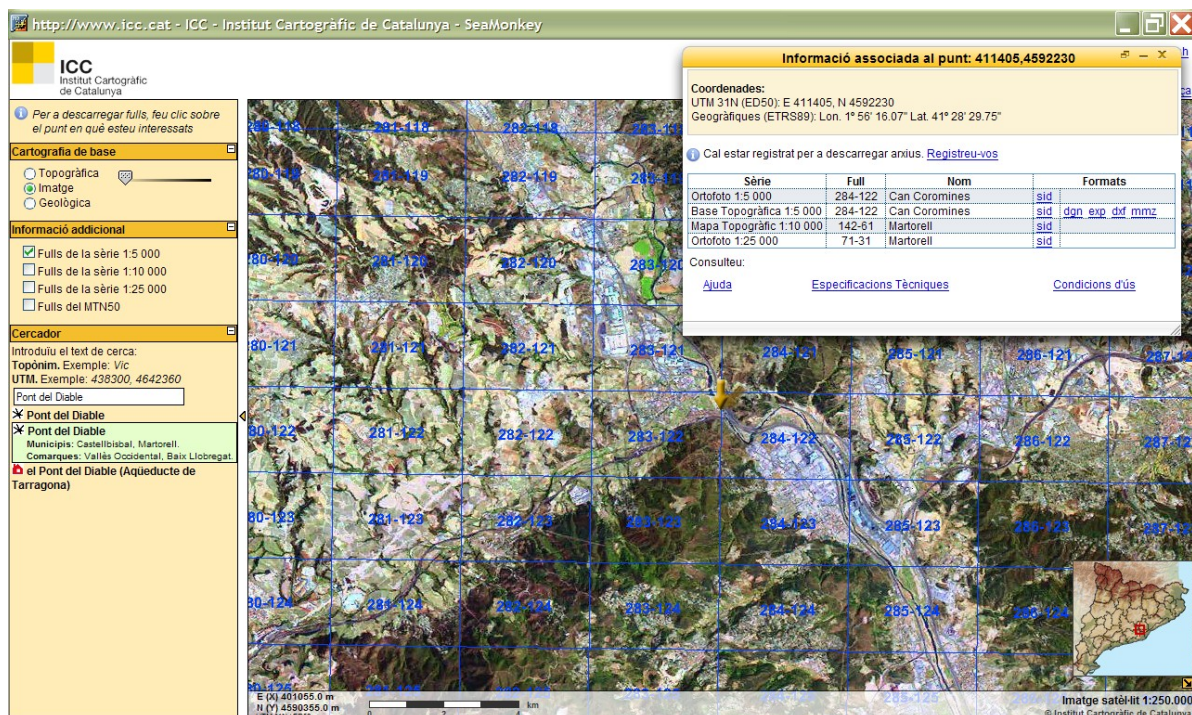 http://www.icc.cat - ICC - Institut Cartogràfic de Catalunya - SeaMonkey
ICC
Institut Cartogràfic
de Catalunya
Per a descarregar fulls, feu clic sobre
el punt en què esteu interessats
Cartografia de base
Topogràfica
Imatge
Geològica
Informació addicional
Fulls de la sèrie 1:5 000
Fulls de la sèrie 1:10 000
Fulls de la sèrie 1:25 000
Fulls del MTN50
Cercador
Introduïu el text de cerca:
Topònim. Exemple: Vic
UTM. Exemple: 438300, 4642360
Pont del Diable
Pont del Diable
Pont del Diable
Municipis: Castellbisbal, Martorell.
Comarques: Vallès Occidental, Baix Llobregat.
el Pont del Diable (Aqüeducte de
Tarragona)
Informació associada al punt: 411405,4592230
Coordenades:
UTM 31N (ED50): E 411405, N 4592230
Geogràfiques (ETRS89): Lon. 1º 56' 16.07" Lat. 41º 28' 29.75"
Cal estar registrat per a descarregar arxius. Registreu-vos
Sèrie Full Nom Formats
Ortofoto 1:5 000 284-122 Can Coromines sid
Base Topogràfica 1:5 000 284-122 Can Coromines sid dgn exp dxf mmz
Mapa Topogràfic 1:10 000 142-61 Martorell sid
Ortofoto 1:25 000 71-31 Martorell sid
Consulteu:
Ajuda Especificacions Tècniques Condicions d'ús
281-118 282-118
281-119 282-119
281-120 282-120 283-120
281-121 282-121 283-121 284-121 285-121 286-121
281-122 282-122 283-122 284-122 285-122 286-122
281-123 282-123 283-123 284-123 285-123 286-123
281-124 282-124 283-124 284-124 285-124 286-124
E (X) 401055.0 m
N (Y) 4590355.0 m
0 2 4 km
Imatge satèl·lit 1:250.000
© Institut Cartogràfic de Catalunya